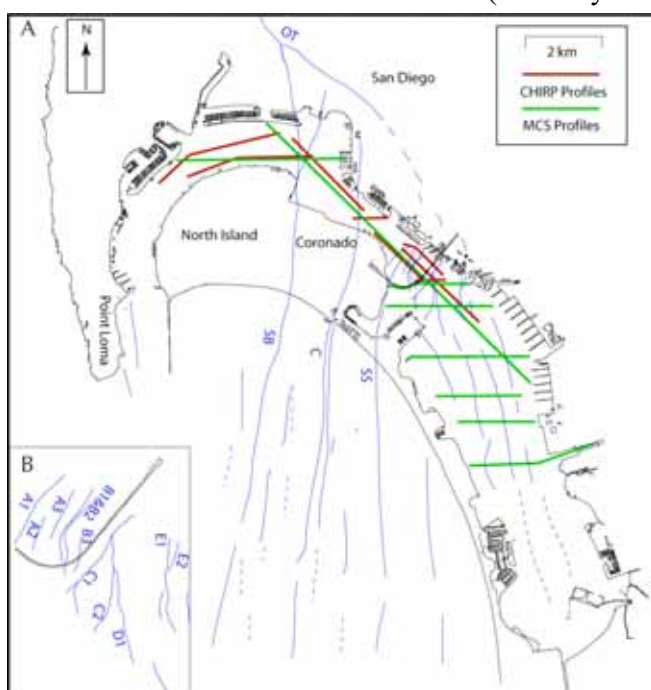 A
N
OT
San Diego
2 km
CHIRP Profiles
MCS Profiles
North Island
Coronado
Point Loma
SB
C
SS
B
A1
A2
A3
B1&B2
B3
C1
C2
D1
E1
E2